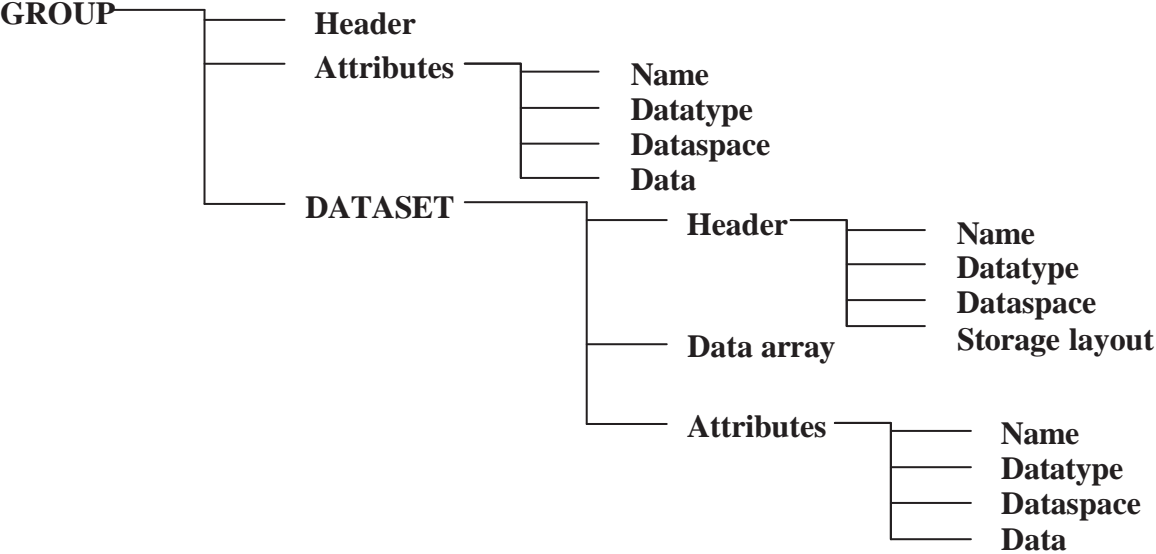 GROUP
Header
Attributes
Name
Datatype
Dataspace
Data
DATASET
Header
Name
Datatype
Dataspace
Storage layout
Data array
Attributes
Name
Datatype
Dataspace
Data